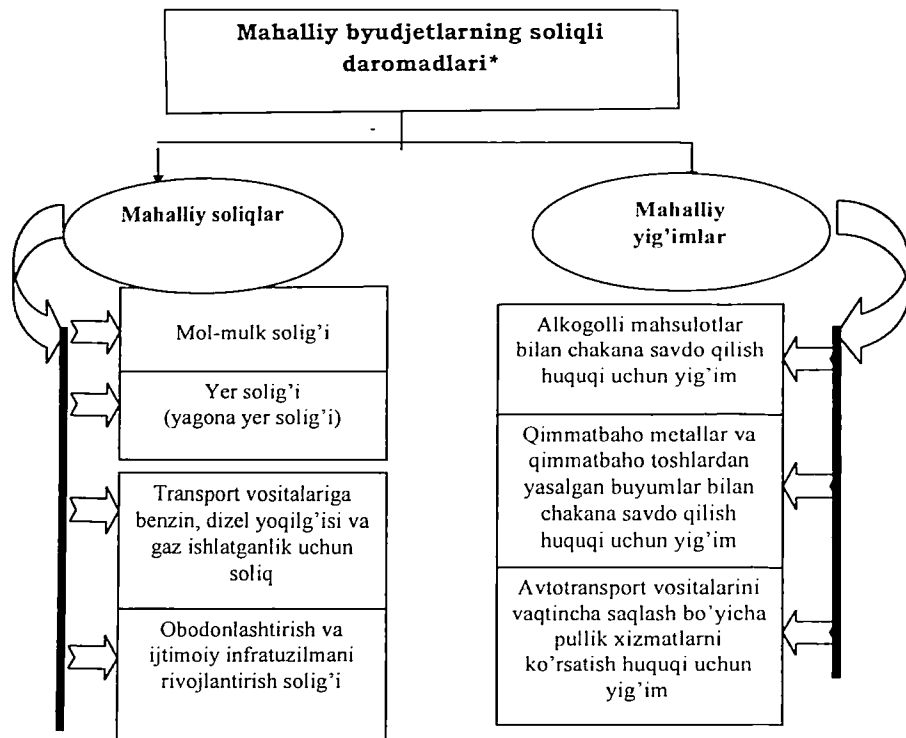 Mahalliy byudjetlarning soliqli
daromadlari*
Mahalliy soliqlar
Mol-mulk solig'i
Yer solig'i
(yagona yer solig'i)
Transport vositalariga
benzin, dizel yoqilg'isi va
gaz ishlatganlik uchun
soliq
Obodonlashtirish va
ijtimoiy infratuzilmani
rivojlantirish solig'i
Mahalliy
yig'imlar
Alkogolli mahsulotlar
bilan chakana savdo qilish
huquqi uchun yig'im
Qimmatbaho metallar va
qimmatbaho toshlardan
yasalgan buyumlar bilan
chakana savdo qilish
huquqi uchun yig'im
Avtotransport vositalarini
vaqtincha saqlash bo'yicha
pullik xizmatlarni
ko'rsatish huquqi uchun
yig'im